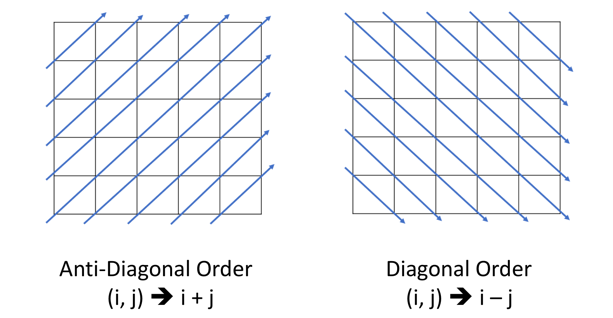 Anti-Diagonal Order
(i, j) ➔ i + j
Diagonal Order
(i, j) ➔ i – j